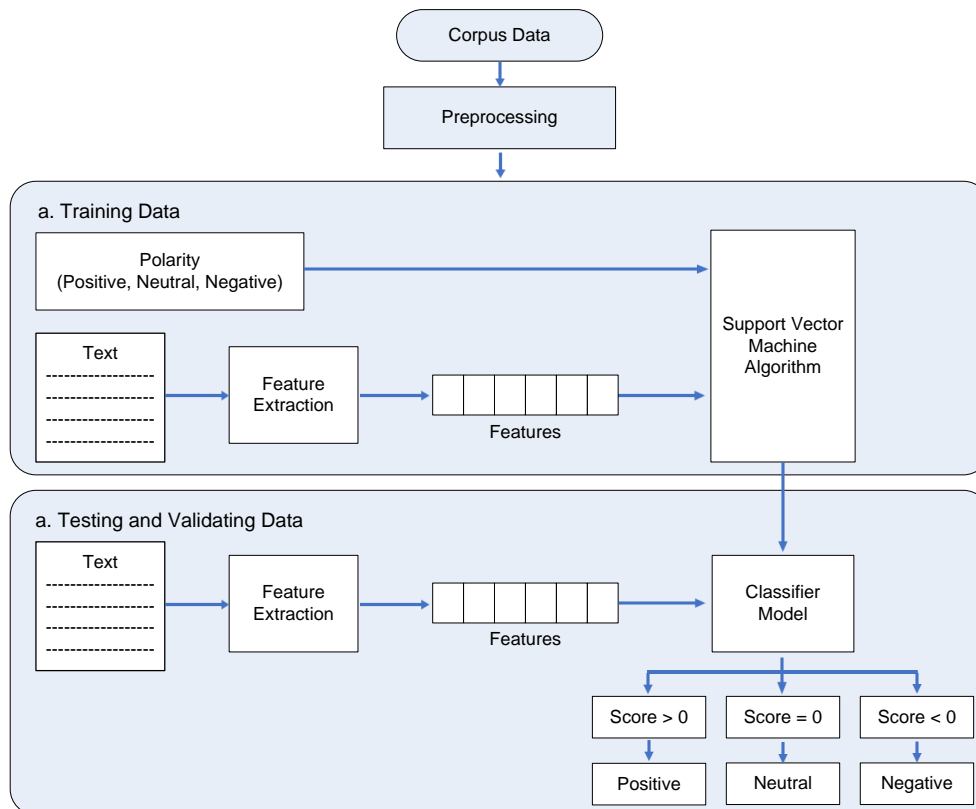 Corpus Data
Preprocessing
a. Training Data
Polarity
(Positive, Neutral, Negative)
Support Vector
Machine
Algorithm
Text
Feature
Extraction
Features
a. Testing and Validating Data
Text
Feature
Extraction
Features
Classifier
Model
Score > 0
Score = 0
Score < 0
Positive
Neutral
Negative